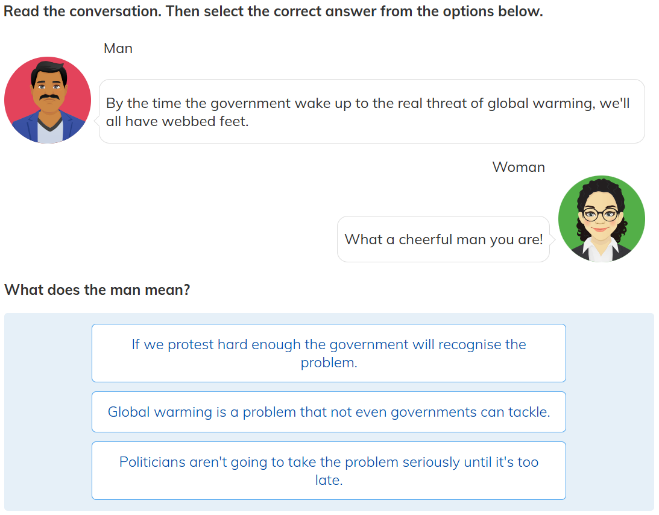 Read the conversation. Then select the correct answer from the options below.
Man
By the time the government wake up to the real threat of global warming, we'll
all have webbed feet.
Woman
What a cheerful man you are!
What does the man mean?
If we protest hard enough the government will recognise the
problem.
Global warming is a problem that not even governments can tackle.
Politicians aren't going to take the problem seriously until it's too
late.